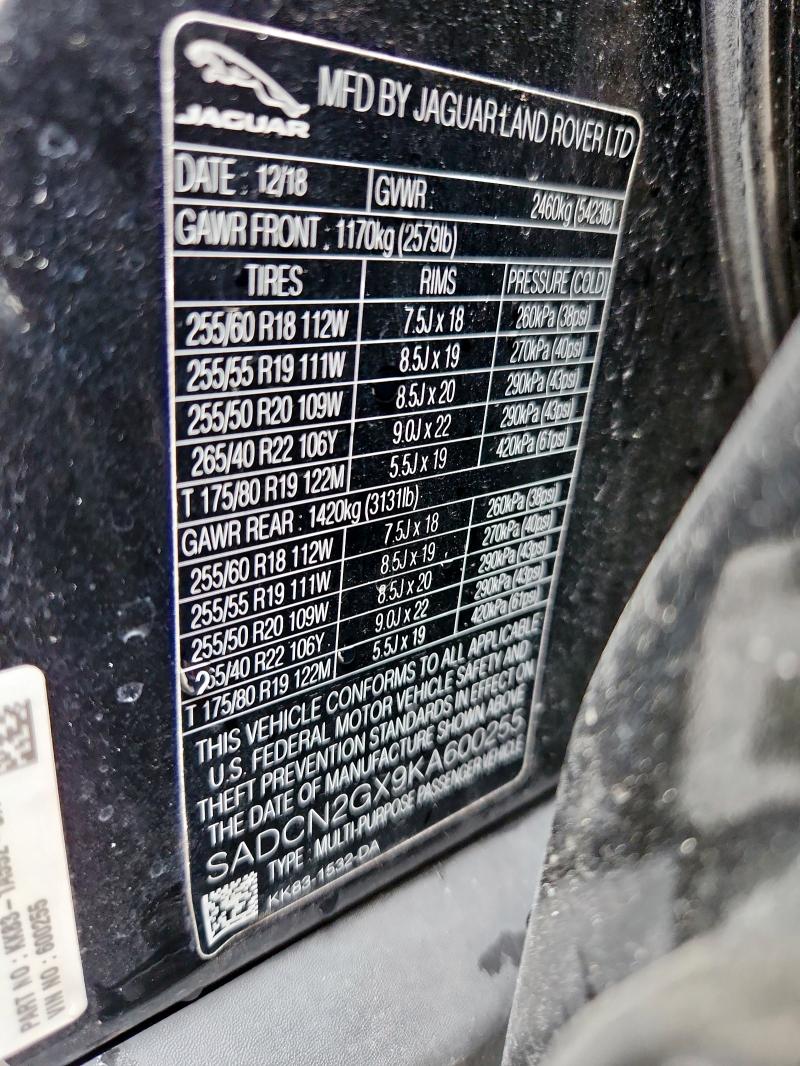 JAGUAR
MFD BY JAGUAR LAND ROVER LTD
DATE : 12/18 GVWR : 2460kg (5423lb)
GAWR FRONT : 1170kg (2579lb)
TIRES RIMS PRESSURE (COLD)
255/60 R18 112W 7.5J x 18 260kPa (38psi)
255/55 R19 111W 8.5J x 19 270kPa (40psi)
255/50 R20 109W 8.5J x 20 290kPa (43psi)
265/40 R22 106Y 9.0J x 22 290kPa (43psi)
T 175/80 R19 122M 5.5J x 19 420kPa (61psi)
GAWR REAR : 1420kg (3131lb)
255/60 R18 112W 7.5J x 18 260kPa (38psi)
255/55 R19 111W 8.5J x 19 270kPa (40psi)
255/50 R20 109W 8.5J x 20 290kPa (43psi)
265/40 R22 106Y 9.0J x 22 290kPa (43psi)
T 175/80 R19 122M 5.5J x 19 420kPa (61psi)
THIS VEHICLE CONFORMS TO ALL APPLICABLE
U.S. FEDERAL MOTOR VEHICLE SAFETY AND
THEFT PREVENTION STANDARDS IN EFFECT ON
THE DATE OF MANUFACTURE SHOWN ABOVE
SADCN2GX9KA600255
TYPE : MULTI-PURPOSE PASSENGER VEHICLE
KK83-1532-DA
PART NO : KK83-
VIN NO : 600255